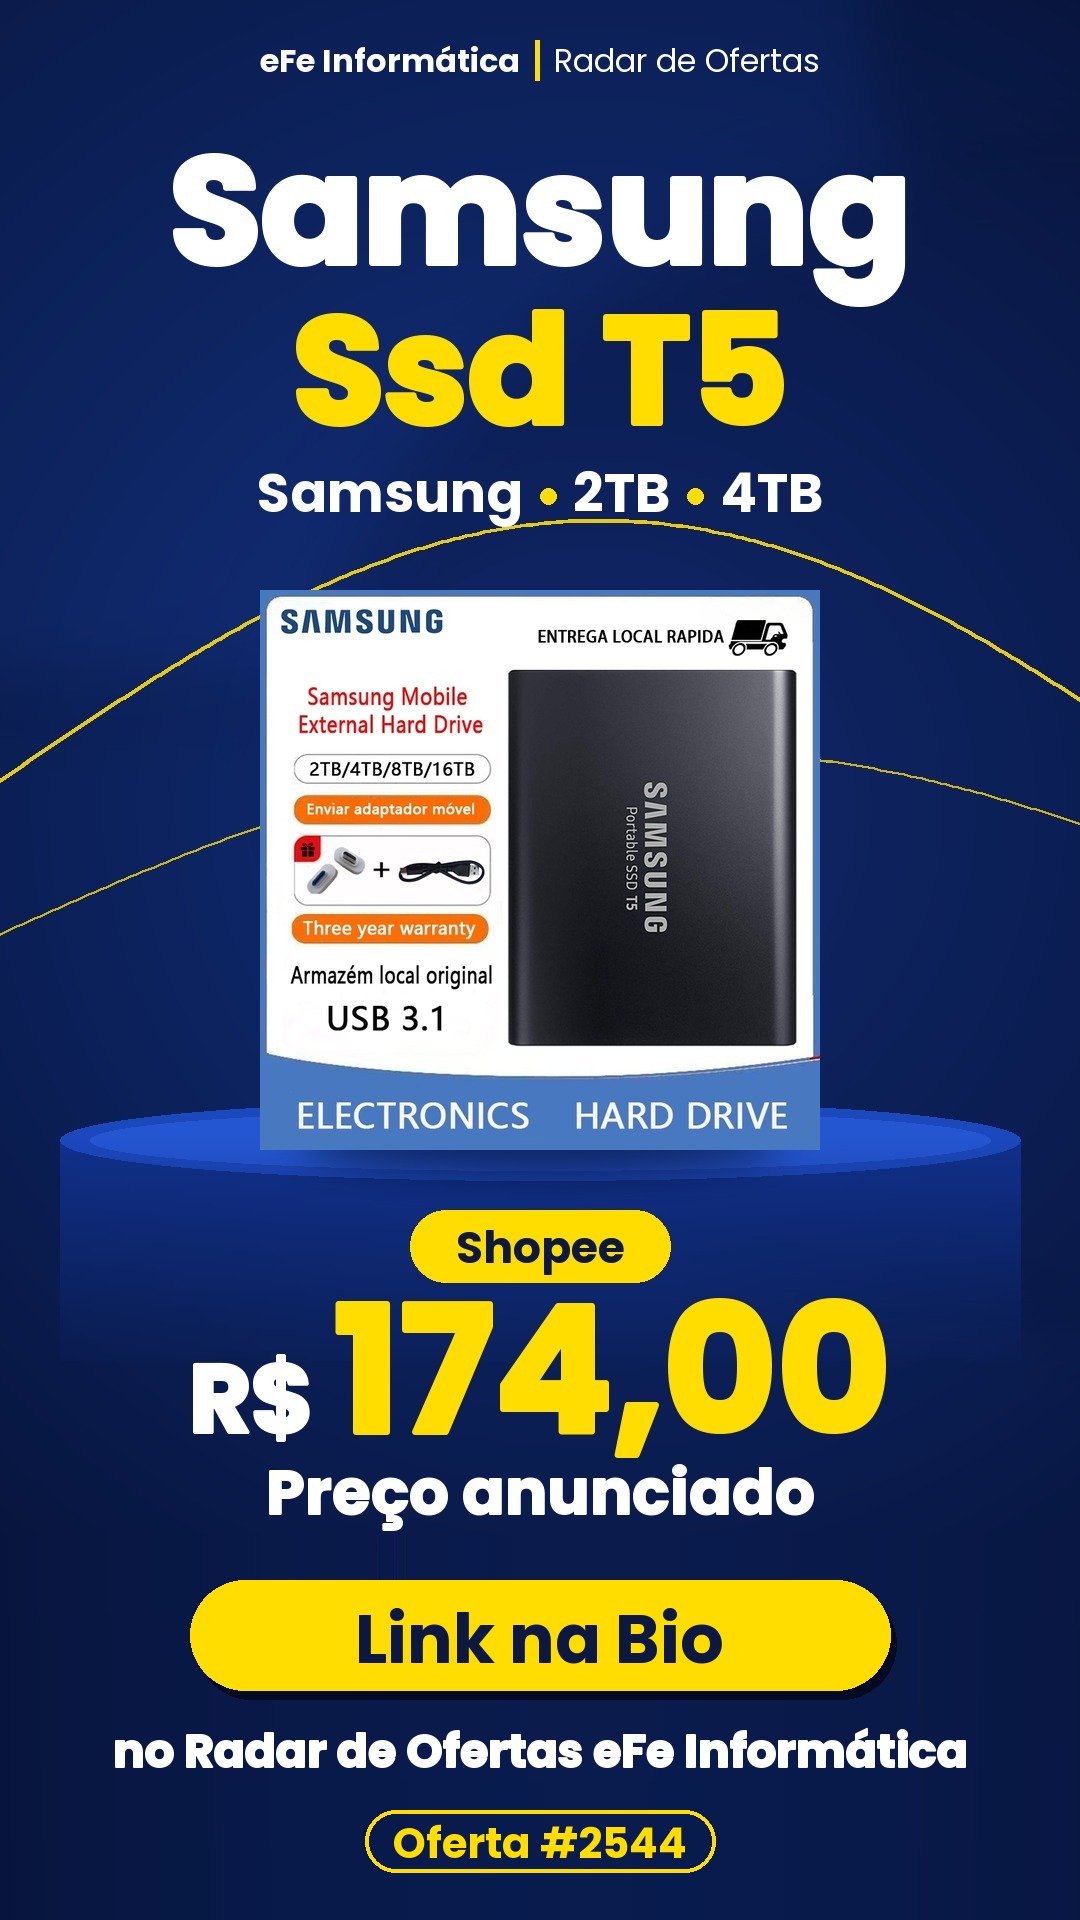 eFe Informática | Radar de Ofertas
Samsung
Ssd T5
Samsung • 2TB • 4TB
SAMSUNG
ENTREGA LOCAL RAPIDA
Samsung Mobile
External Hard Drive
2TB/4TB/8TB/16TB
Enviar adaptador móvel
+
Three year warranty
Armazém local original
USB 3.1
SAMSUNG
Portable SSD T5
ELECTRONICS HARD DRIVE
Shopee
R$ 174,00
Preço anunciado
Link na Bio
no Radar de Ofertas eFe Informática
Oferta #2544